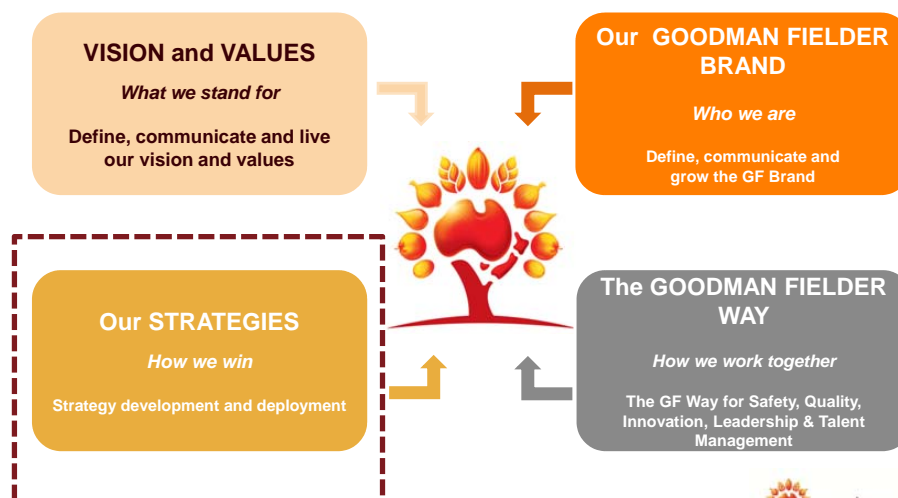 VISION and VALUES
What we stand for
Define, communicate and live
our vision and values
Our GOODMAN FIELDER
BRAND
Who we are
Define, communicate and
grow the GF Brand
Our STRATEGIES
How we win
Strategy development and deployment
The GOODMAN FIELDER
WAY
How we work together
The GF Way for Safety, Quality,
Innovation, Leadership & Talent
Management